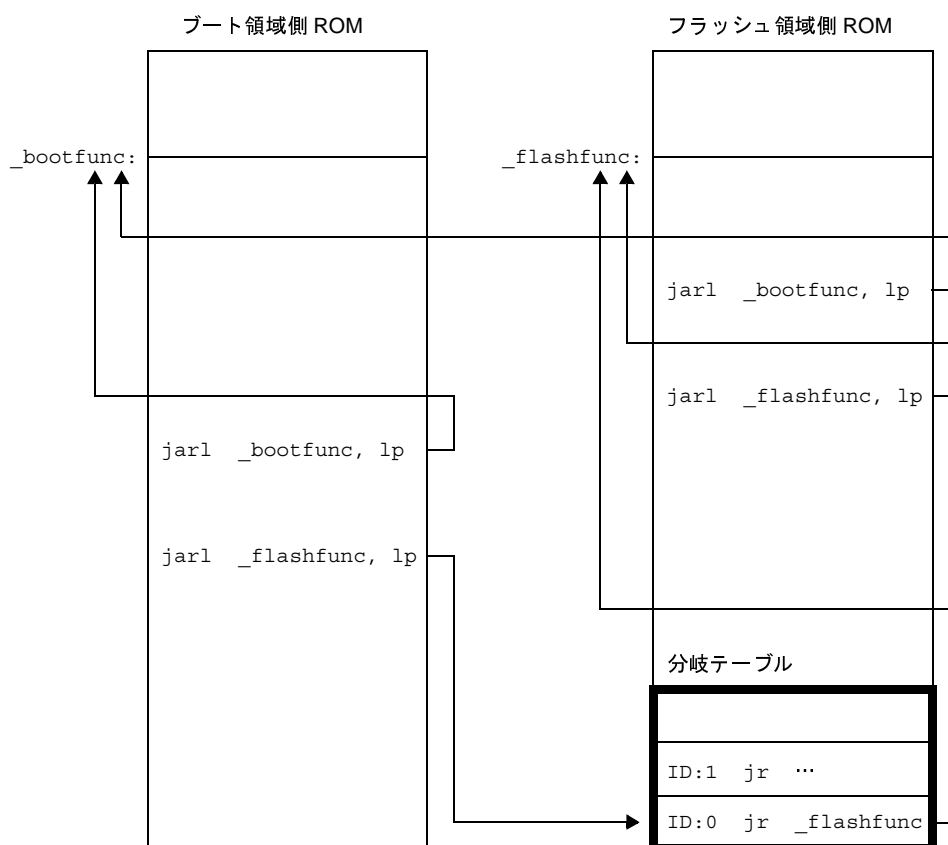 ブート領域側 ROM
フラッシュ領域側 ROM
_bootfunc:
_flashfunc:
jarl _bootfunc, lp
jarl _flashfunc, lp
jarl _bootfunc, lp
jarl _flashfunc, lp
分岐テーブル
ID:1 jr …
ID:0 jr _flashfunc